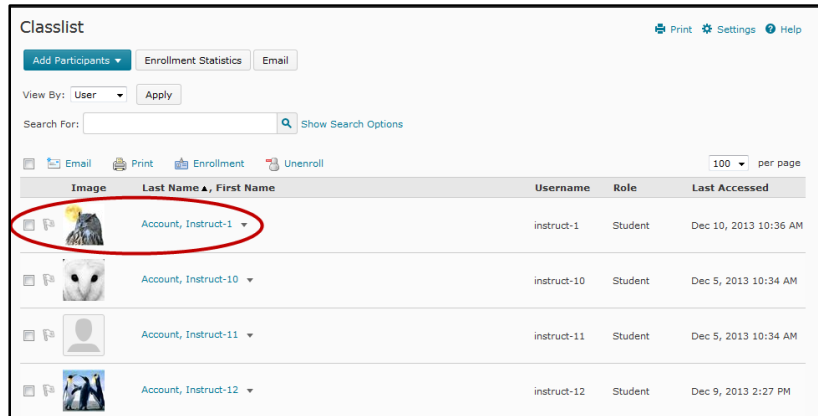 Classlist
Print Settings Help
Add Participants Enrollment Statistics Email
View By: User Apply
Search For: Show Search Options
Email Print Enrollment Unenroll 100 per page
Image Last Name ▲, First Name Username Role Last Accessed
Account, Instruct-1 instruct-1 Student Dec 10, 2013 10:36 AM
Account, Instruct-10 instruct-10 Student Dec 5, 2013 10:34 AM
Account, Instruct-11 instruct-11 Student Dec 5, 2013 10:34 AM
Account, Instruct-12 instruct-12 Student Dec 9, 2013 2:27 PM